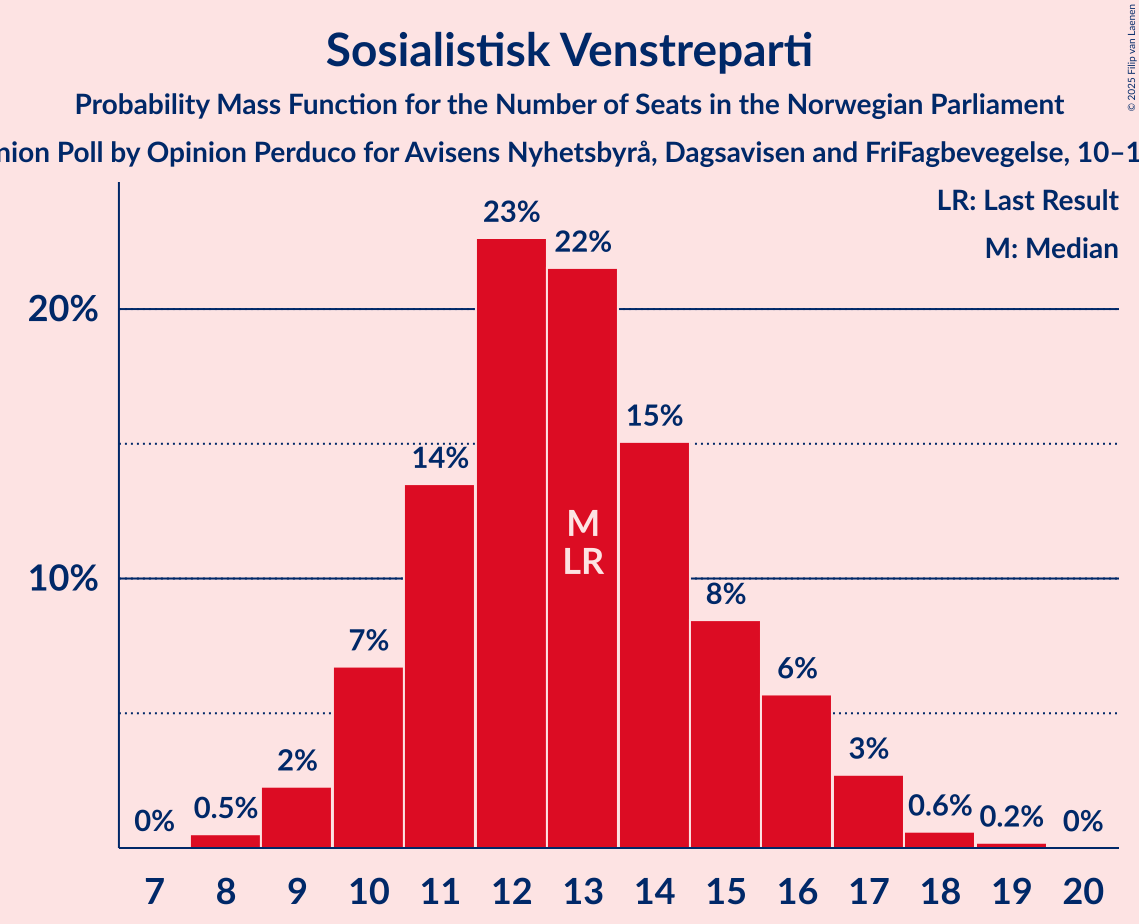 Sosialistisk Venstreparti
Probability Mass Function for the Number of Seats in the Norwegian Parliament
nion Poll by Opinion Perduco for Avisens Nyhetsbyrå, Dagsavisen and FriFagbevegelse, 10–1
© 2025 Filip van Laenen
LR: Last Result
M: Median
23%
22%
20%
15%
14%
M
LR
10%
8%
7%
6%
3%
2%
0%
0.5%
0.6%
0.2%
0%
7 8 9 10 11 12 13 14 15 16 17 18 19 20